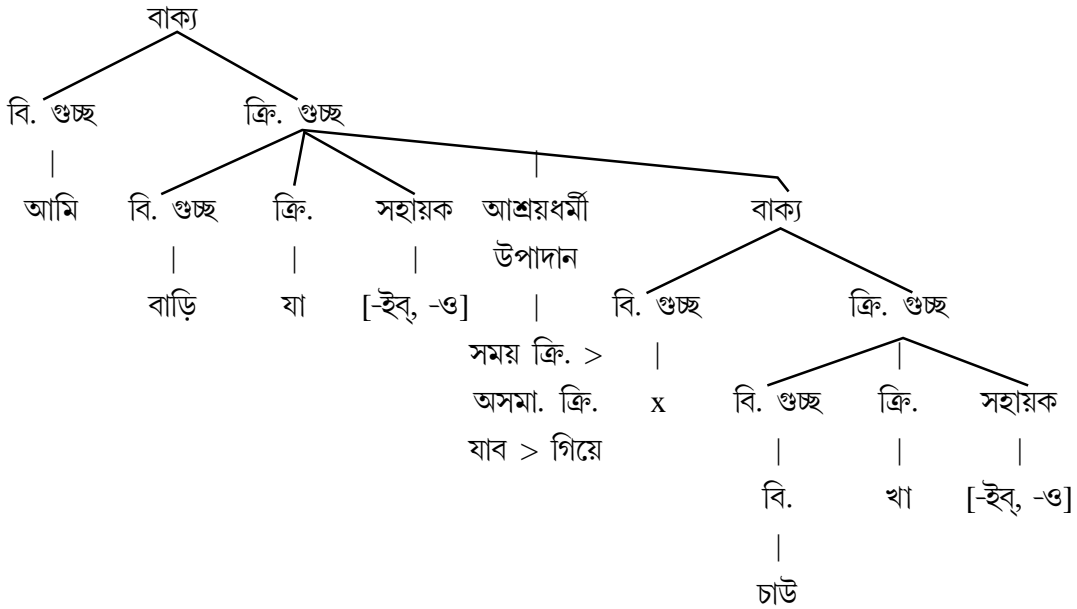 বাক্য
বি. গুচ্ছ ক্রি. গুচ্ছ
আমি বি. গুচ্ছ ক্রি. সহায়ক আশ্রয়ধর্মী বাক্য
উপাদান
বাড়ি যা [-ইব্, -ও] বি. গুচ্ছ ক্রি. গুচ্ছ
সময় ক্রি. >
অসমা. ক্রি. x বি. গুচ্ছ ক্রি. সহায়ক
যাব > গিয়ে
বি. খা [-ইব্, -ও]
চাউ